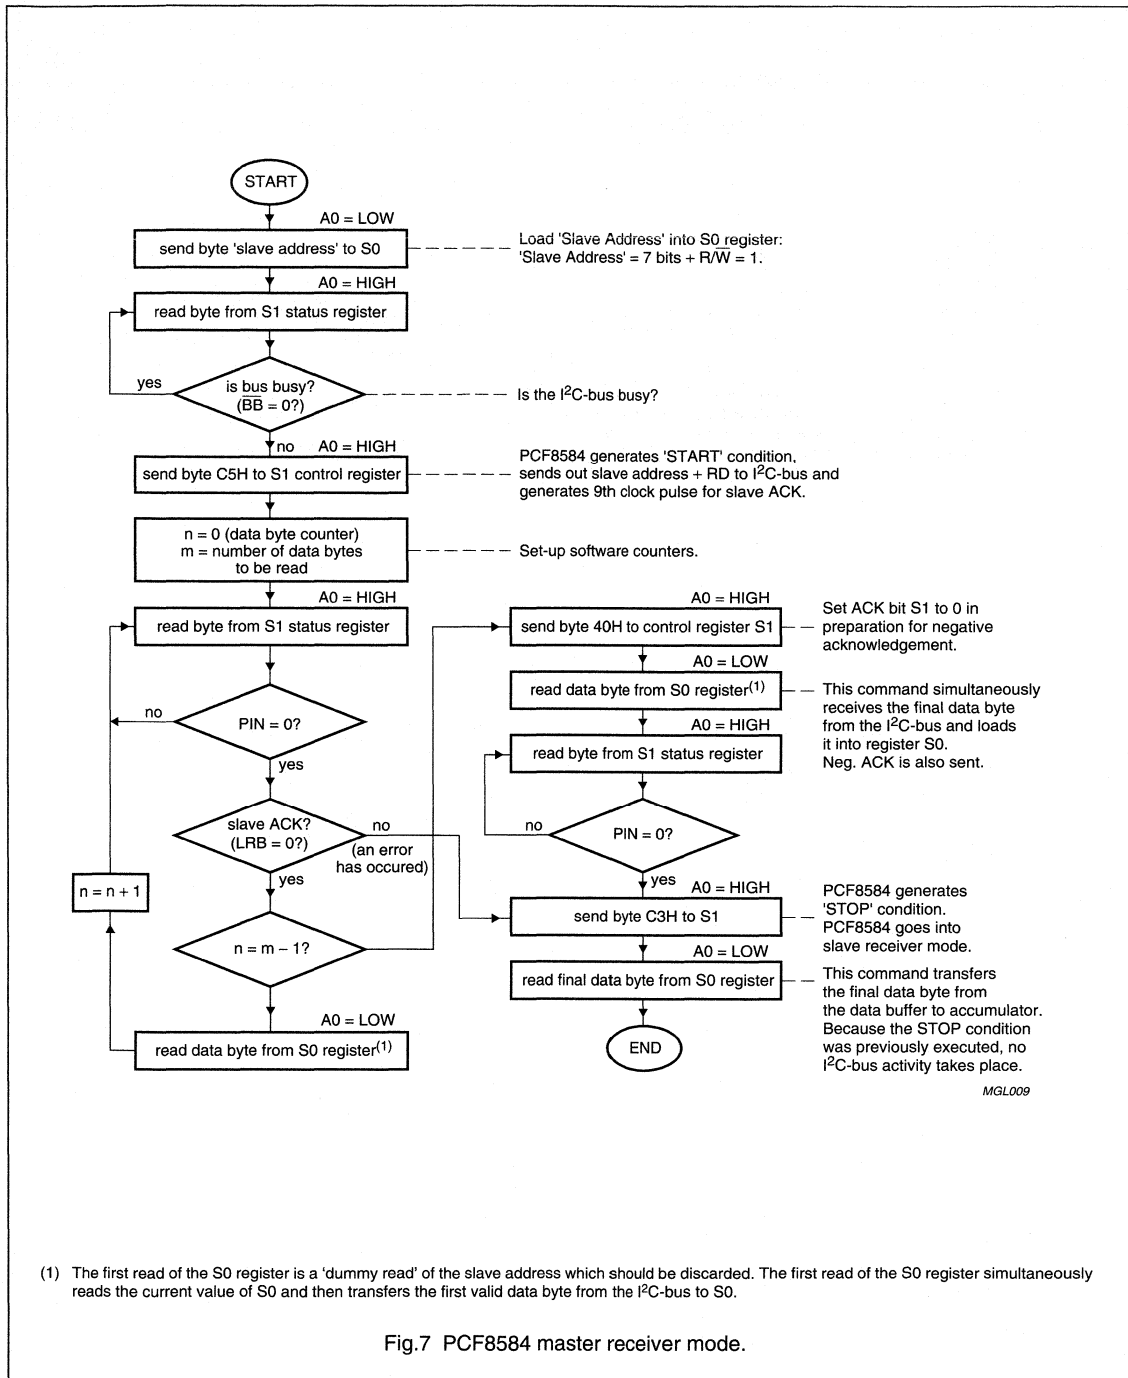 START
A0 = LOW
send byte 'slave address' to S0
Load 'Slave Address' into S0 register:
'Slave Address' = 7 bits + R/W̅ = 1.
A0 = HIGH
read byte from S1 status register
yes
is bus busy?
(B̅B̅ = 0?)
Is the I²C-bus busy?
no
A0 = HIGH
send byte C5H to S1 control register
PCF8584 generates 'START' condition,
sends out slave address + RD to I²C-bus and
generates 9th clock pulse for slave ACK.
n = 0 (data byte counter)
m = number of data bytes
to be read
Set-up software counters.
A0 = HIGH
read byte from S1 status register
no
PIN = 0?
yes
slave ACK?
(LRB = 0?)
no
(an error
has occured)
yes
n = n + 1
n = m – 1?
A0 = LOW
read data byte from S0 register(1)
A0 = HIGH
send byte 40H to control register S1
Set ACK bit S1 to 0 in
preparation for negative
acknowledgement.
A0 = LOW
read data byte from S0 register(1)
This command simultaneously
receives the final data byte
from the I²C-bus and loads
it into register S0.
Neg. ACK is also sent.
A0 = HIGH
read byte from S1 status register
no
PIN = 0?
yes
A0 = HIGH
send byte C3H to S1
PCF8584 generates
'STOP' condition.
PCF8584 goes into
slave receiver mode.
A0 = LOW
read final data byte from S0 register
This command transfers
the final data byte from
the data buffer to accumulator.
Because the STOP condition
was previously executed, no
I²C-bus activity takes place.
END
MGL009
(1) The first read of the S0 register is a 'dummy read' of the slave address which should be discarded. The first read of the S0 register simultaneously
reads the current value of S0 and then transfers the first valid data byte from the I²C-bus to S0.
Fig.7 PCF8584 master receiver mode.